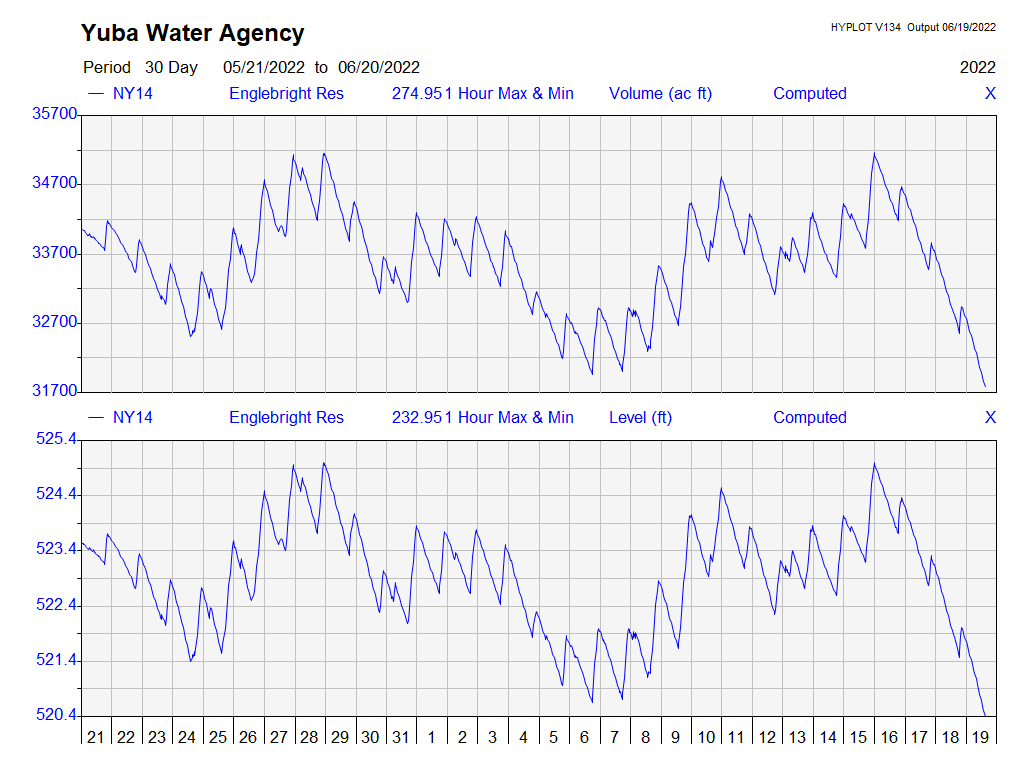 Yuba Water Agency HYPLOT V134 Output 06/19/2022
Period 30 Day 05/21/2022 to 06/20/2022 2022
NY14 Englebright Res 274.951 Hour Max & Min Volume (ac ft) Computed X
35700
34700
33700
32700
31700
NY14 Englebright Res 232.951 Hour Max & Min Level (ft) Computed X
525.4
524.4
523.4
522.4
521.4
520.4
21 22 23 24 25 26 27 28 29 30 31 1 2 3 4 5 6 7 8 9 10 11 12 13 14 15 16 17 18 19